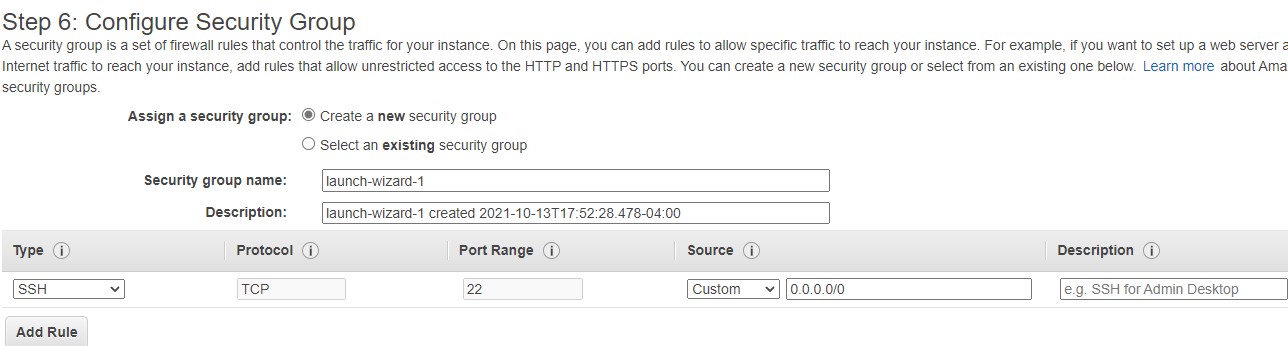 Step 6: Configure Security Group
A security group is a set of firewall rules that control the traffic for your instance. On this page, you can add rules to allow specific traffic to reach your instance. For example, if you want to set up a web server a
Internet traffic to reach your instance, add rules that allow unrestricted access to the HTTP and HTTPS ports. You can create a new security group or select from an existing one below. Learn more about Ama
security groups.
Assign a security group: Create a new security group
Select an existing security group
Security group name: launch-wizard-1
Description: launch-wizard-1 created 2021-10-13T17:52:28.478-04:00
Type i Protocol i Port Range i Source i Description i
SSH TCP 22 Custom 0.0.0.0/0 e.g. SSH for Admin Desktop
Add Rule